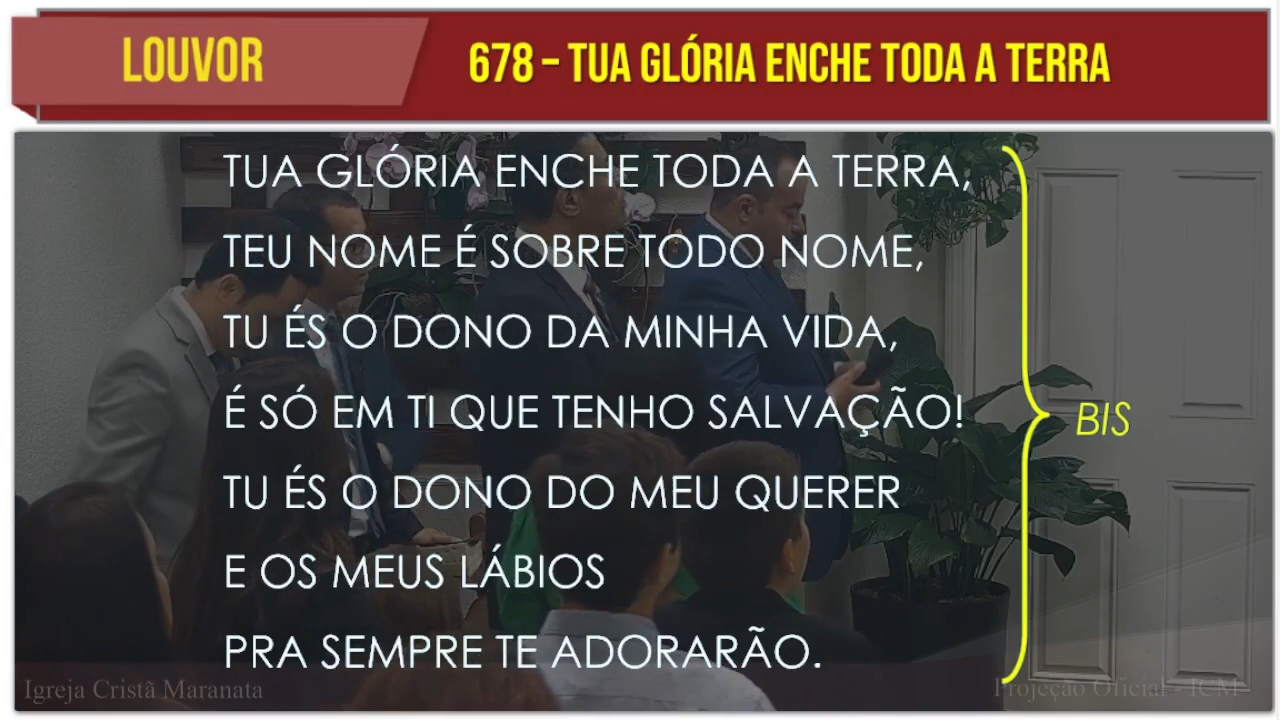 LOUVOR
678 – TUA GLÓRIA ENCHE TODA A TERRA
TUA GLÓRIA ENCHE TODA A TERRA,
TEU NOME É SOBRE TODO NOME,
TU ÉS O DONO DA MINHA VIDA,
É SÓ EM TI QUE TENHO SALVAÇÃO!
BIS
TU ÉS O DONO DO MEU QUERER
E OS MEUS LÁBIOS
PRA SEMPRE TE ADORARÃO.
Igreja Cristã Maranata
Projeção Oficial - ICM